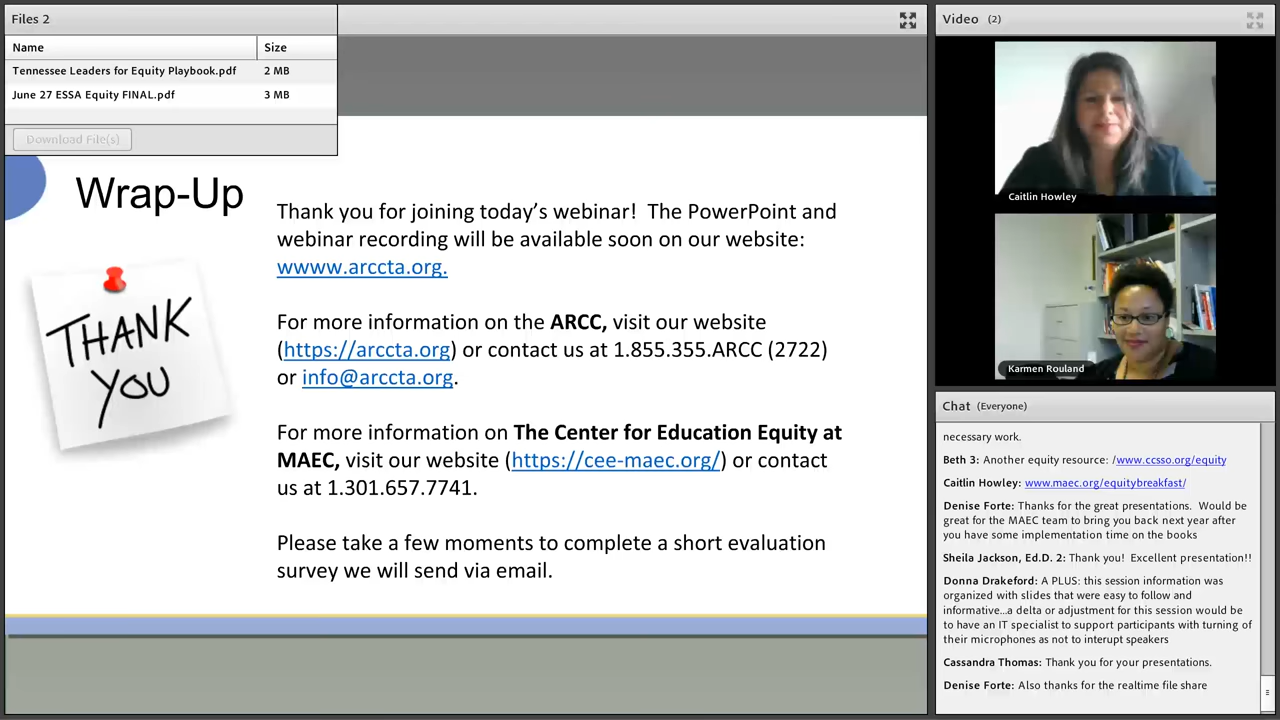 Files 2
Name Size
Tennessee Leaders for Equity Playbook.pdf 2 MB
June 27 ESSA Equity FINAL.pdf 3 MB
Download File(s)
Wrap-Up
THANK
YOU
Thank you for joining today’s webinar!  The PowerPoint and
webinar recording will be available soon on our website:
wwww.arccta.org.
For more information on the ARCC, visit our website
(https://arccta.org) or contact us at 1.855.355.ARCC (2722)
or info@arccta.org.
For more information on The Center for Education Equity at
MAEC, visit our website (https://cee-maec.org/) or contact
us at 1.301.657.7741.
Please take a few moments to complete a short evaluation
survey we will send via email.
Video (2)
Caitlin Howley
Karmen Rouland
Chat (Everyone)
necessary work.
Beth 3: Another equity resource: /www.ccsso.org/equity
Caitlin Howley: www.maec.org/equitybreakfast/
Denise Forte: Thanks for the great presentations.  Would be
great for the MAEC team to bring you back next year after
you have some implementation time on the books
Sheila Jackson, Ed.D. 2: Thank you!  Excellent presentation!!
Donna Drakeford: A PLUS: this session information was
organized with slides that were easy to follow and
informative...a delta or adjustment for this session would be
to have an IT specialist to support participants with turning of
their microphones as not to interupt speakers
Cassandra Thomas: Thank you for your presentations.
Denise Forte: Also thanks for the realtime file share